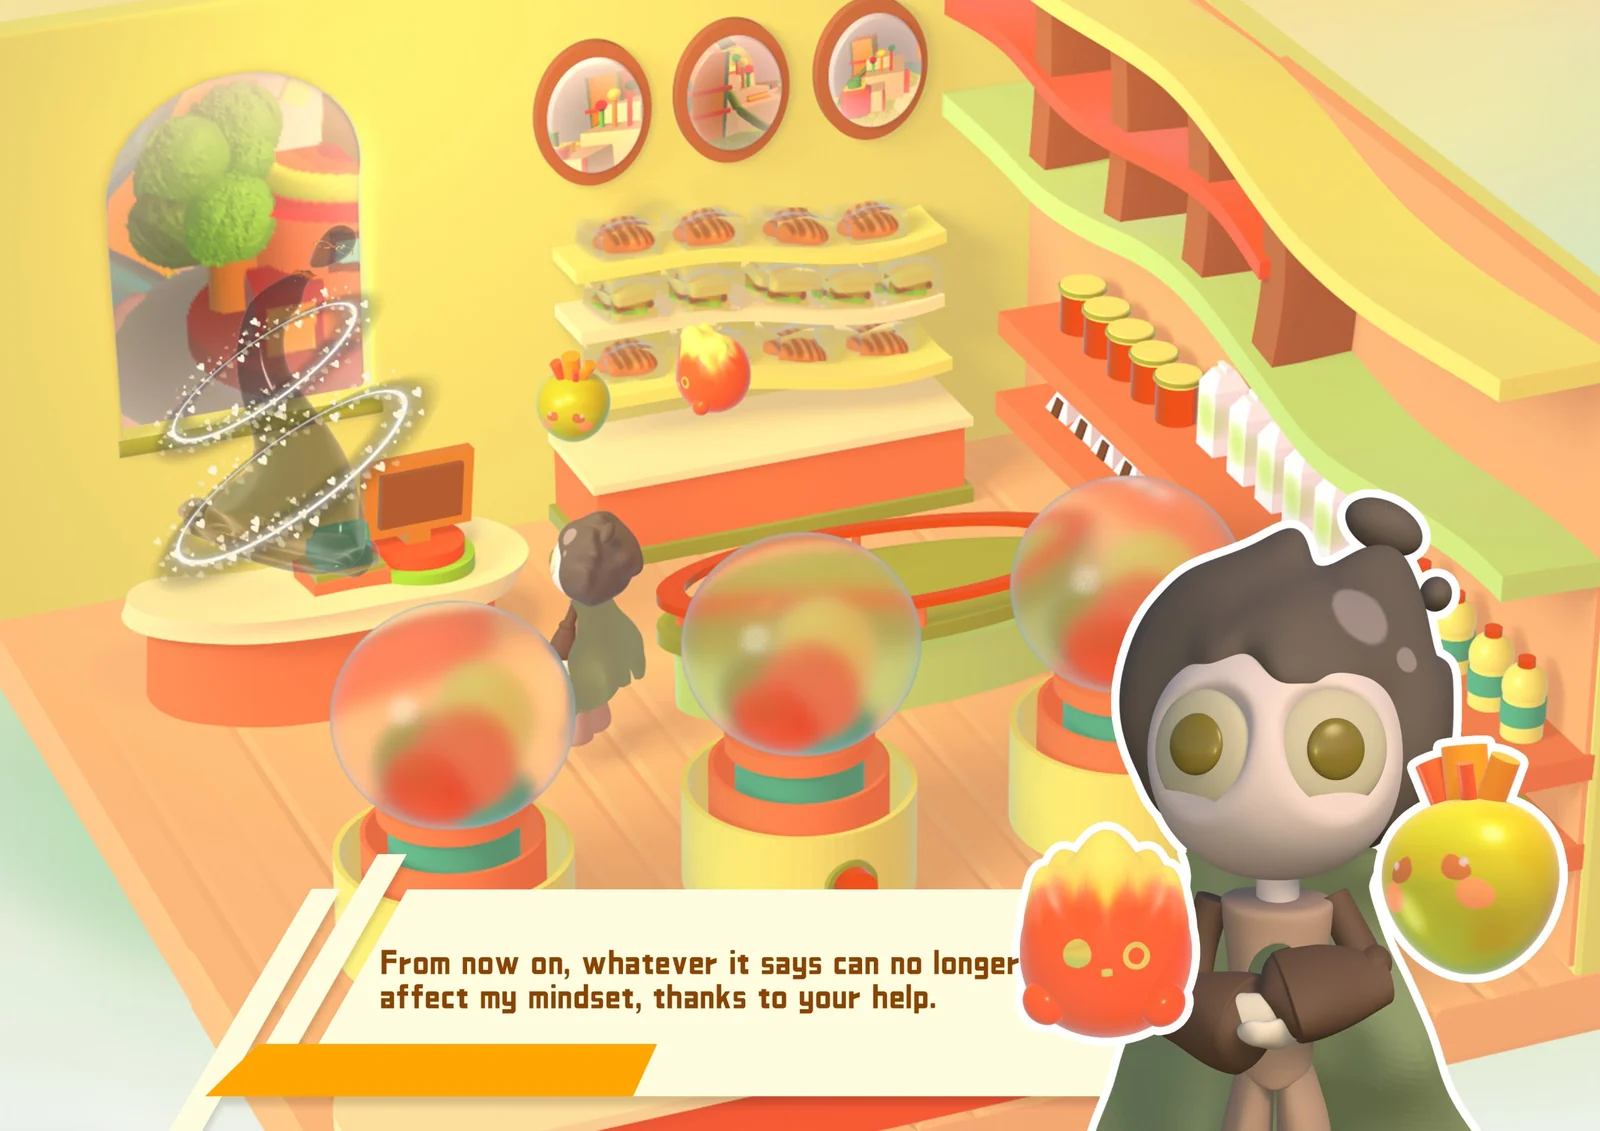 From now on, whatever it says can no longer
affect my mindset, thanks to your help.